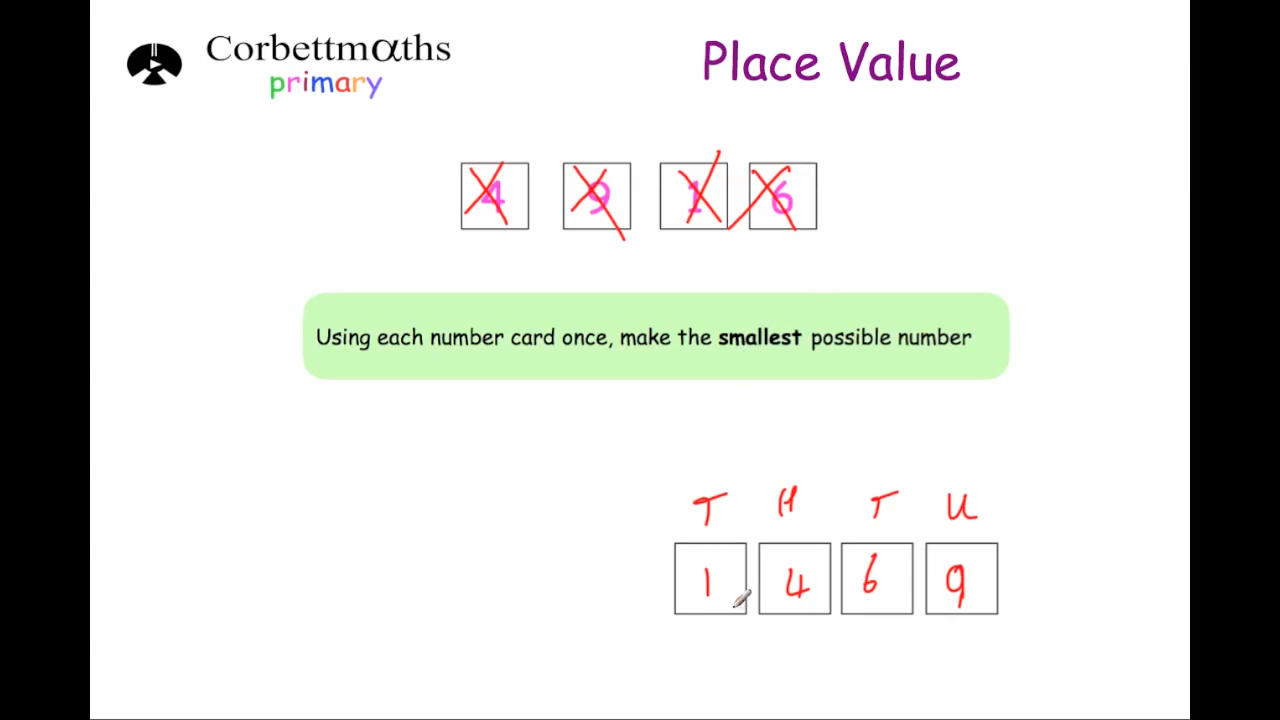 Corbettmαths
primary
Place Value
4 9 1 6
Using each number card once, make the smallest possible number
T H T U
1 4 6 9